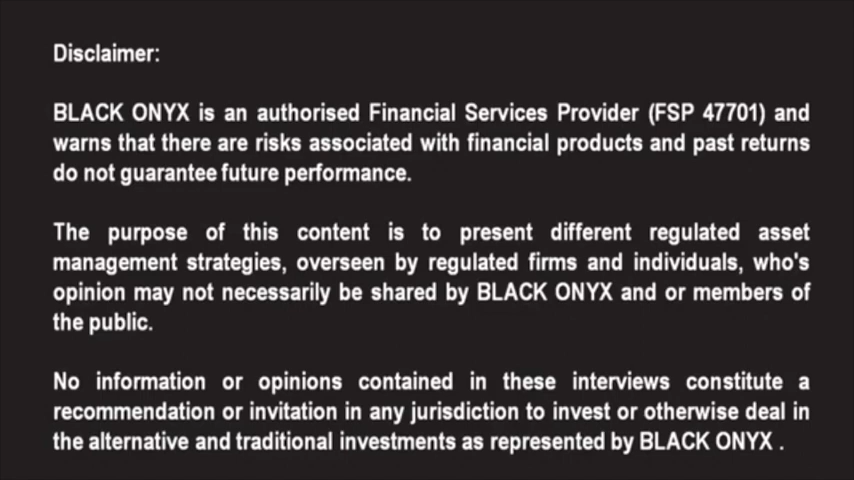 Disclaimer:
BLACK ONYX is an authorised Financial Services Provider (FSP 47701) and
warns that there are risks associated with financial products and past returns
do not guarantee future performance.
The purpose of this content is to present different regulated asset
management strategies, overseen by regulated firms and individuals, who's
opinion may not necessarily be shared by BLACK ONYX and or members of
the public.
No information or opinions contained in these interviews constitute a
recommendation or invitation in any jurisdiction to invest or otherwise deal in
the alternative and traditional investments as represented by BLACK ONYX .